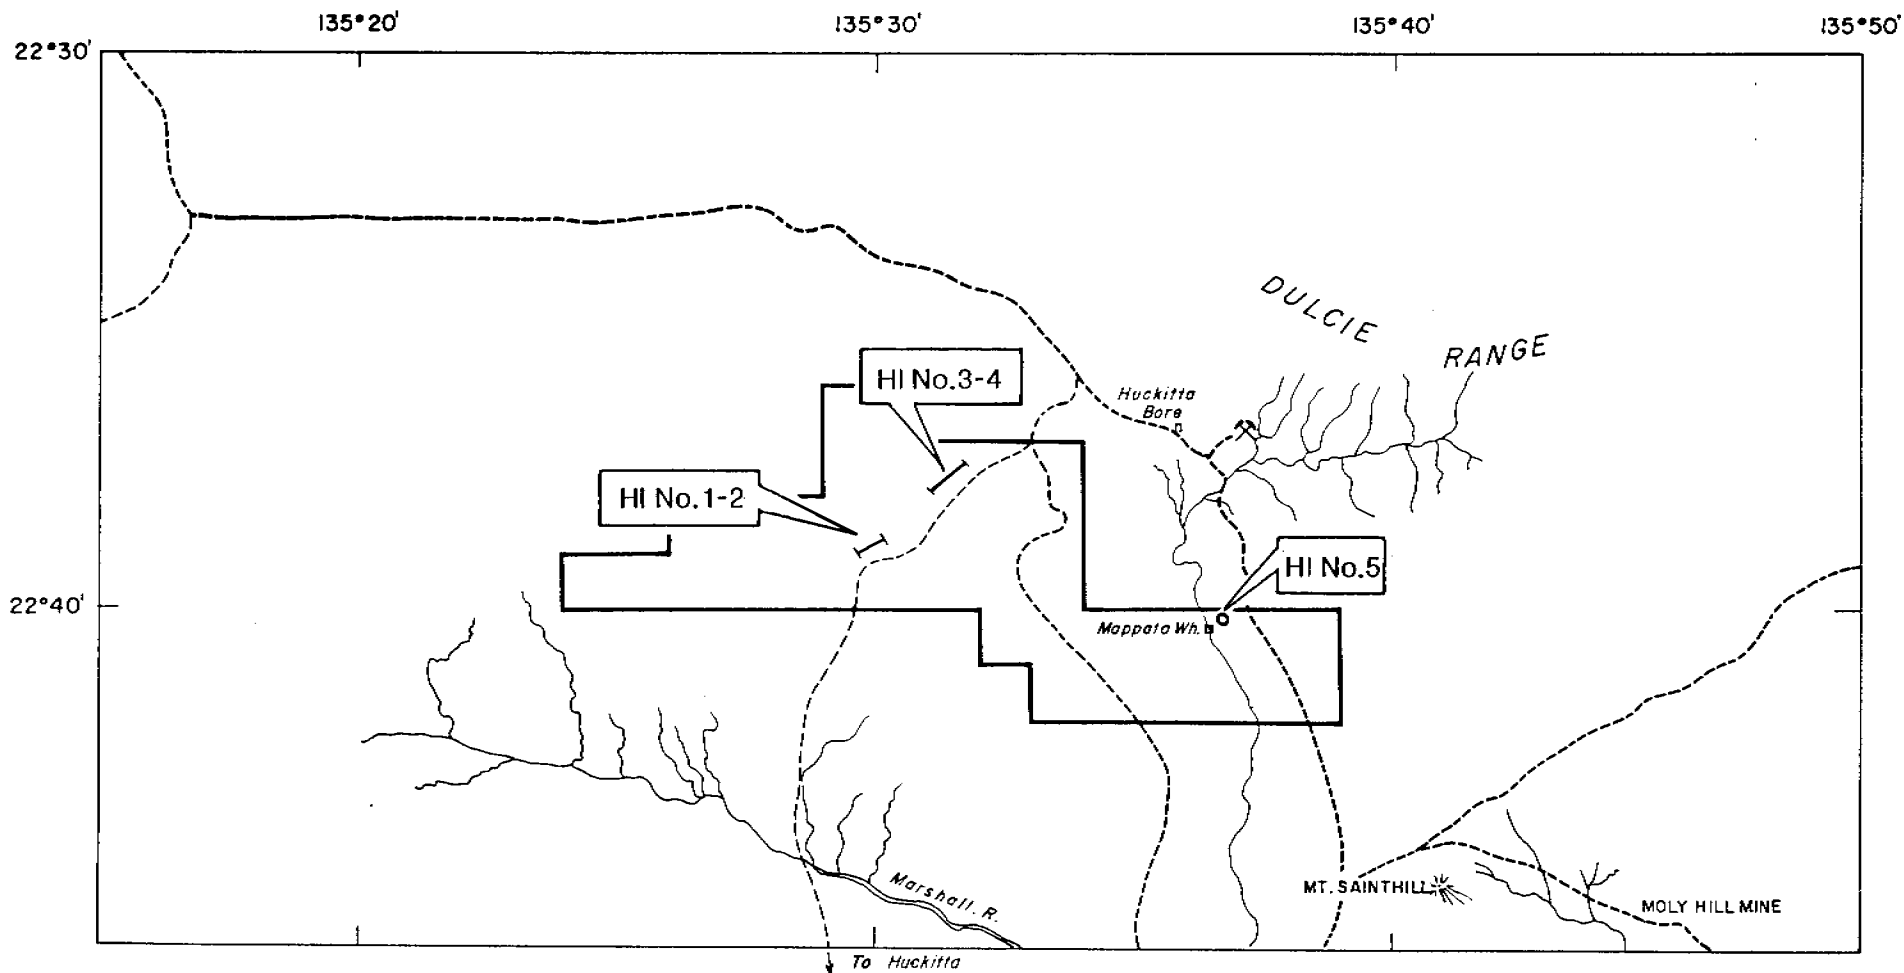 135°20'
135°30'
135°40'
135°50'
22°30'
DULCIE
RANGE
HI No.3-4
Huckitta
Bore
HI No.1-2
HI No.5
22°40'
Mappata Wh.
MT. SAINTHILL
Marshall. R.
MOLY HILL MINE
To Huckitta